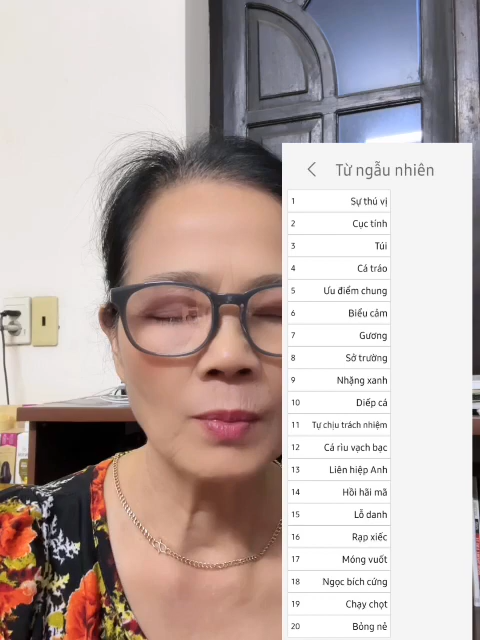 Từ ngẫu nhiên
1 Sự thú vị
2 Cục tính
3 Túi
4 Cá tráo
5 Ưu điểm chung
6 Biểu cảm
7 Gương
8 Sở trường
9 Nhặng xanh
10 Diếp cá
11 Tự chịu trách nhiệm
12 Cá rìu vạch bạc
13 Liên hiệp Anh
14 Hồi hải mã
15 Lỗ danh
16 Rạp xiếc
17 Móng vuốt
18 Ngọc bích cứng
19 Chạy chọt
20 Bỏng nẻ